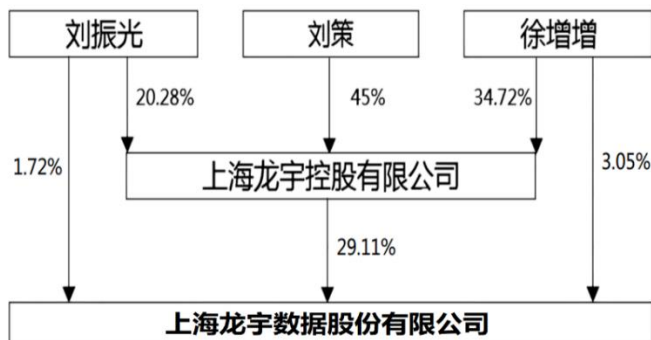 刘振光
刘策
徐增增
20.28%
45%
34.72%
1.72%
上海龙宇控股有限公司
3.05%
29.11%
上海龙宇数据股份有限公司